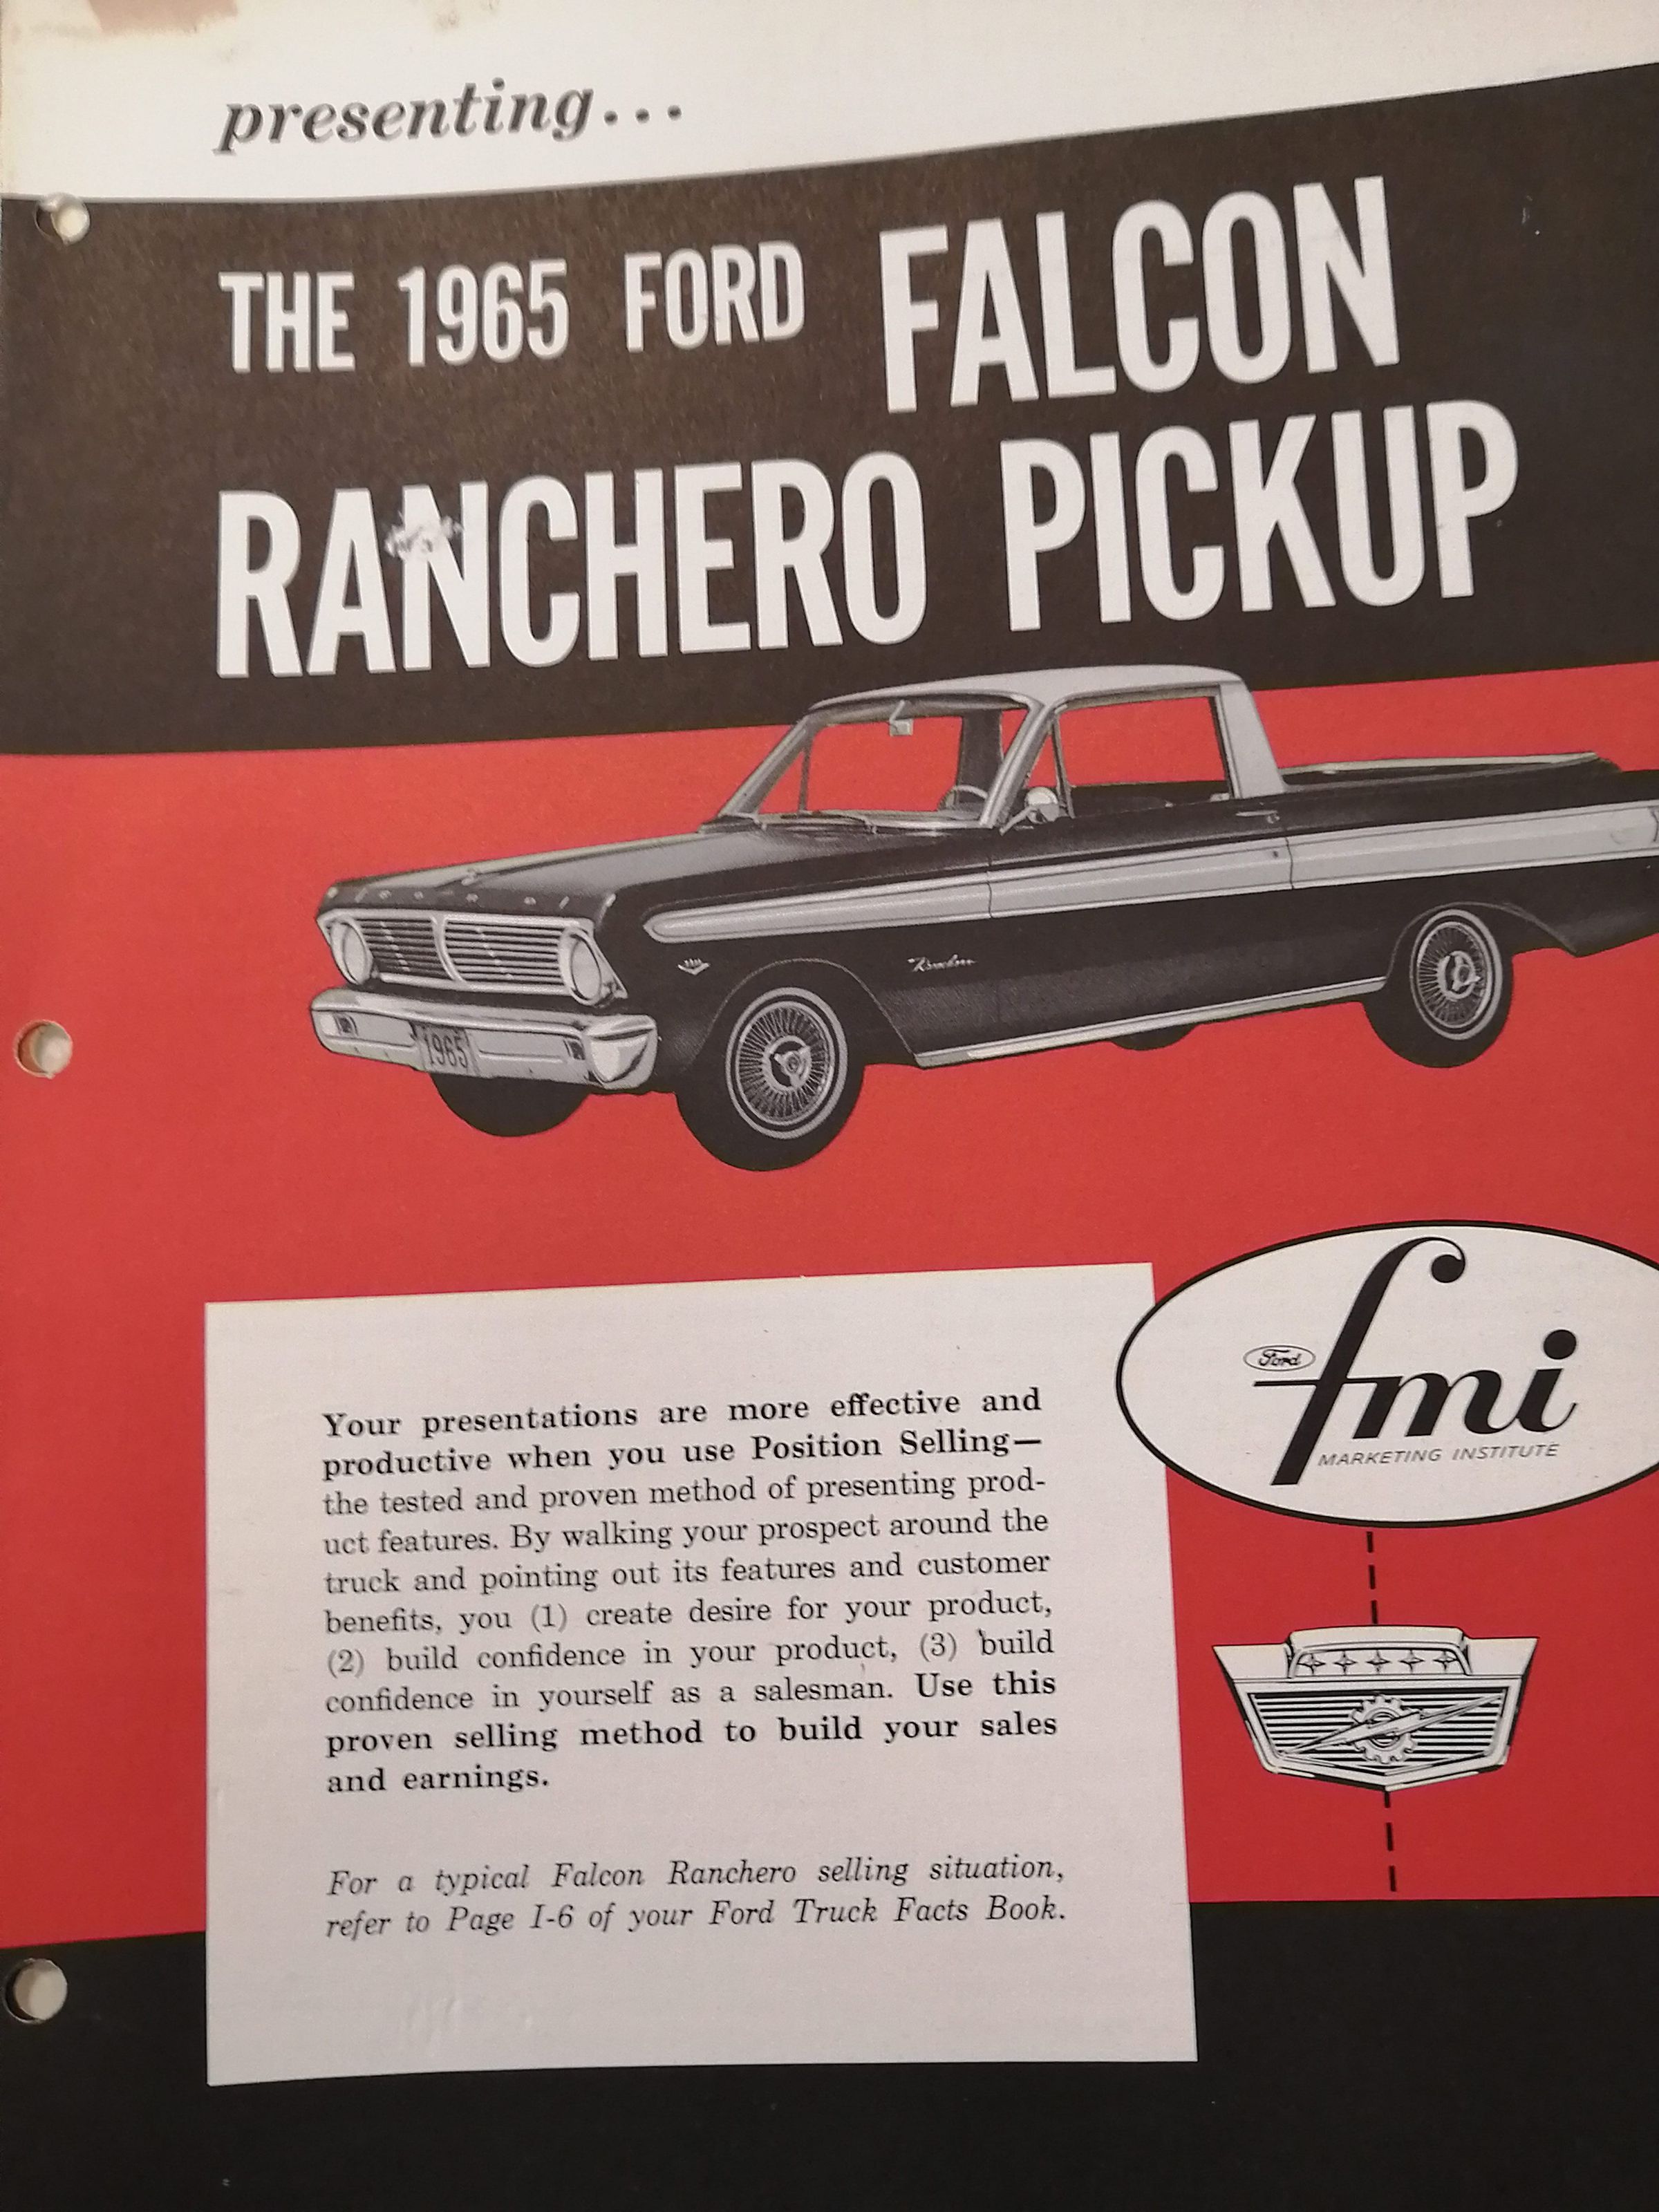 presenting...
THE 1965 FORD FALCON
RANCHERO PICKUP
FORD
Ranchero
1965
Ford
fmi
MARKETING INSTITUTE
Your presentations are more effective and
productive when you use Position Selling—
the tested and proven method of presenting prod-
uct features. By walking your prospect around the
truck and pointing out its features and customer
benefits, you (1) create desire for your product,
(2) build confidence in your product, (3) build
confidence in yourself as a salesman. Use this
proven selling method to build your sales
and earnings.
For a typical Falcon Ranchero selling situation,
refer to Page I-6 of your Ford Truck Facts Book.